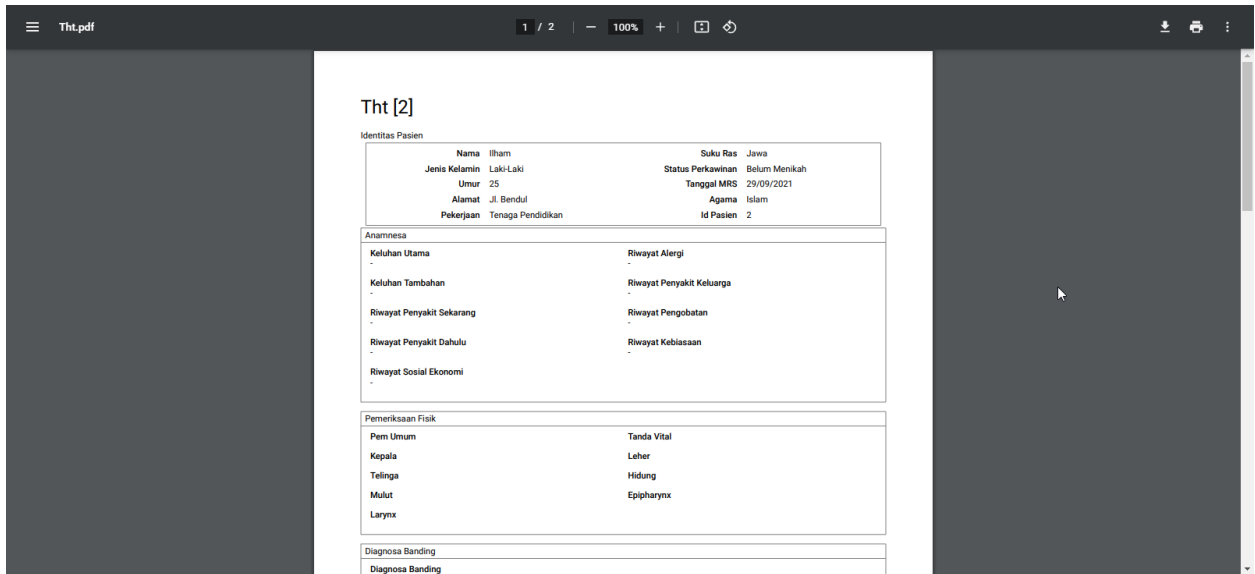 Tht.pdf
1 / 2 | − 100% + |
Tht [2]
Identitas Pasien
Nama Ilham Suku Ras Jawa
Jenis Kelamin Laki-Laki Status Perkawinan Belum Menikah
Umur 25 Tanggal MRS 29/09/2021
Alamat Jl. Bendul Agama Islam
Pekerjaan Tenaga Pendidikan Id Pasien 2
Anamnesa
Keluhan Utama Riwayat Alergi
- -
Keluhan Tambahan Riwayat Penyakit Keluarga
- -
Riwayat Penyakit Sekarang Riwayat Pengobatan
- -
Riwayat Penyakit Dahulu Riwayat Kebiasaan
- -
Riwayat Sosial Ekonomi
-
Pemeriksaan Fisik
Pem Umum Tanda Vital
Kepala Leher
Telinga Hidung
Mulut Epipharynx
Larynx
Diagnosa Banding
Diagnosa Banding